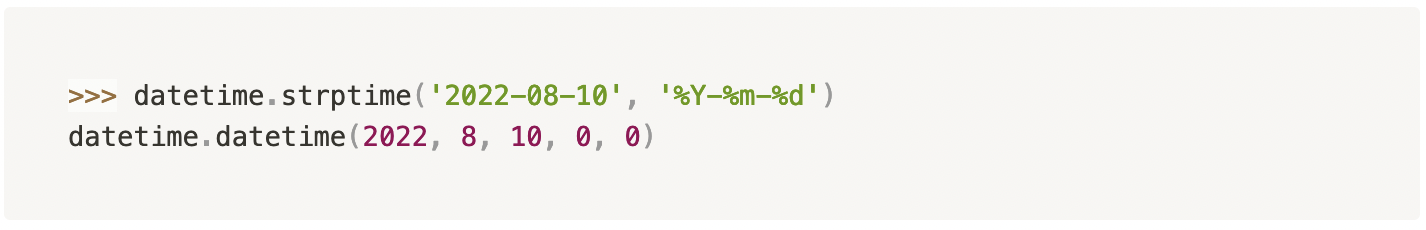 >>> datetime.strptime('2022-08-10', '%Y-%m-%d')
datetime.datetime(2022, 8, 10, 0, 0)